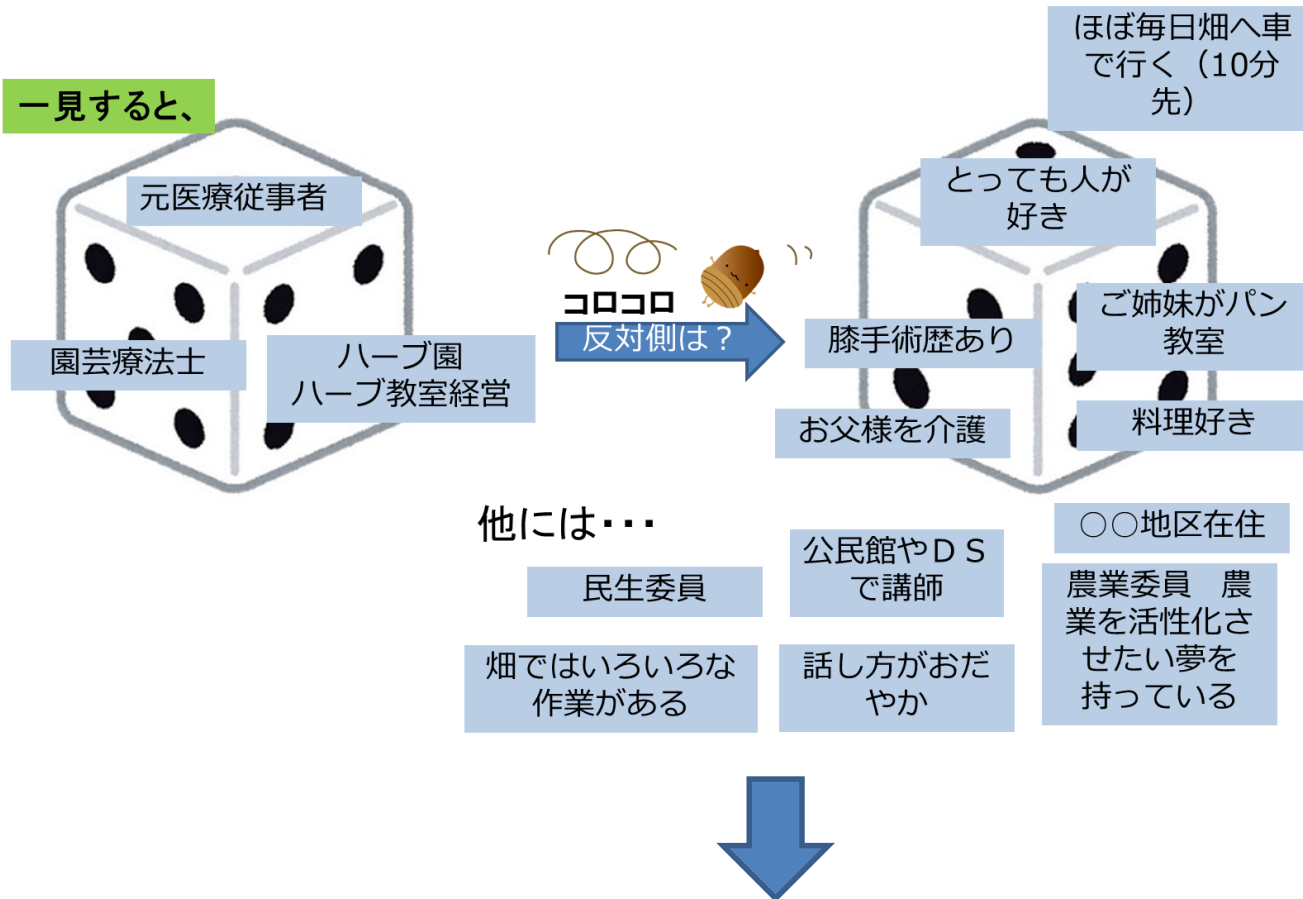 一見すると、
元医療従事者
園芸療法士
ハーブ園
ハーブ教室経営
コロコロ
反対側は？
ほぼ毎日畑へ車
で行く（10分
先）
とっても人が
好き
膝手術歴あり
ご姉妹がパン
教室
お父様を介護
料理好き
他には・・・
民生委員
公民館やＤＳ
で講師
○○地区在住
畑ではいろいろな
作業がある
話し方がおだ
やか
農業委員　農
業を活性化さ
せたい夢を
持っている